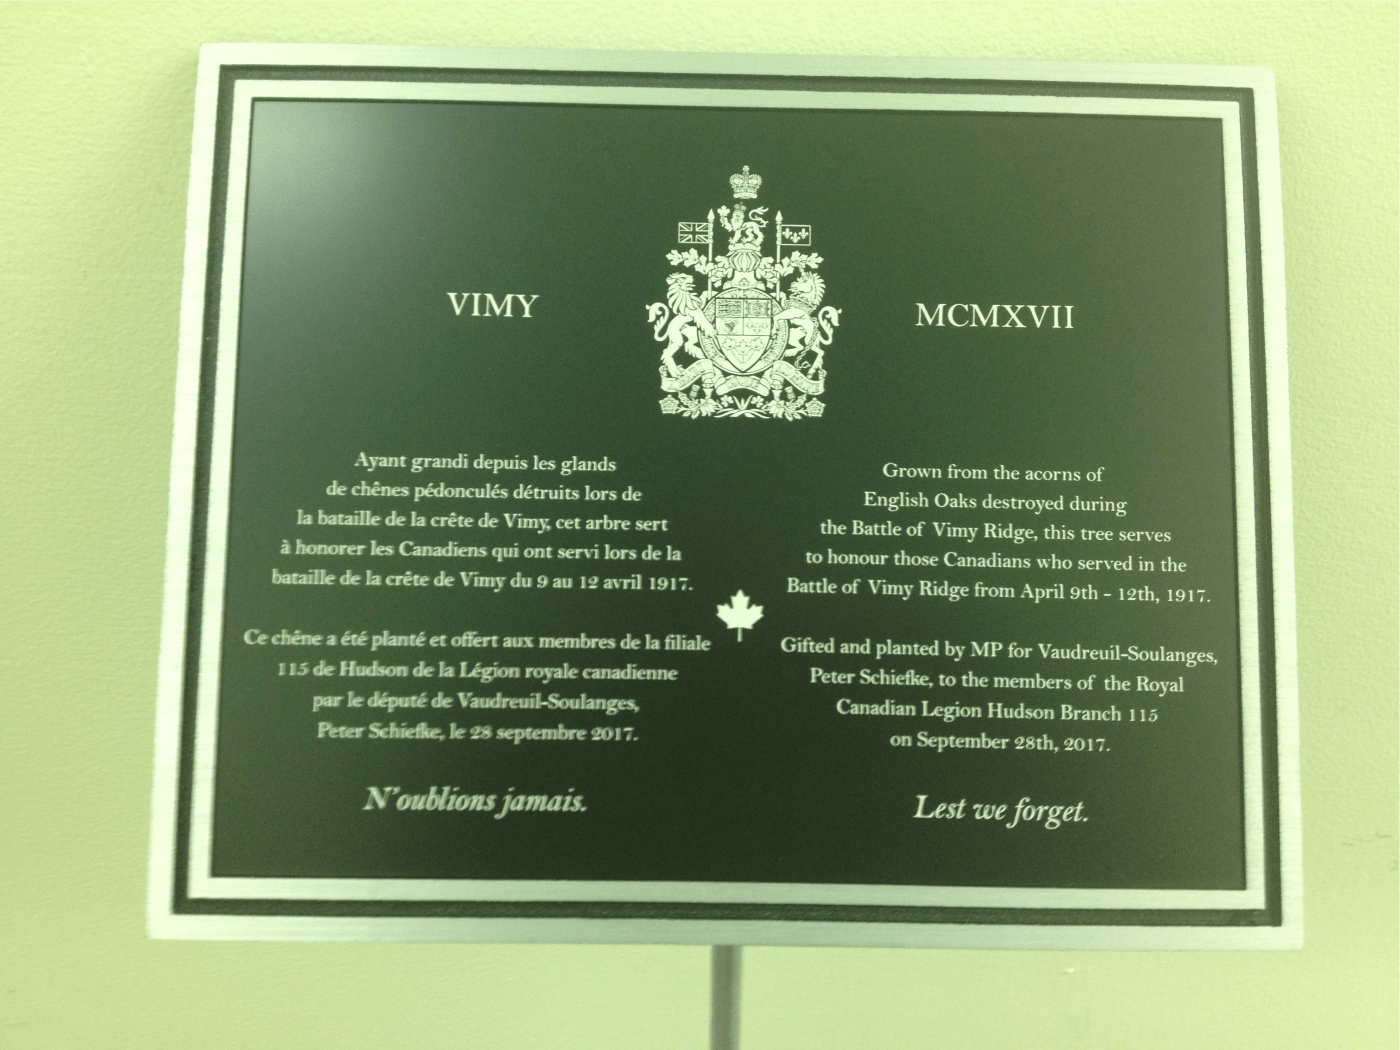 VIMY
MCMXVII
Ayant grandi depuis les glands
de chênes pédonculés détruits lors de
la bataille de la crête de Vimy, cet arbre sert
à honorer les Canadiens qui ont servi lors de la
bataille de la crête de Vimy du 9 au 12 avril 1917.
Ce chêne a été planté et offert aux membres de la filiale
115 de Hudson de la Légion royale canadienne
par le député de Vaudreuil-Soulanges,
Peter Schiefke, le 28 septembre 2017.
N'oublions jamais.
Grown from the acorns of
English Oaks destroyed during
the Battle of Vimy Ridge, this tree serves
to honour those Canadians who served in the
Battle of Vimy Ridge from April 9th - 12th, 1917.
Gifted and planted by MP for Vaudreuil-Soulanges,
Peter Schiefke, to the members of the Royal
Canadian Legion Hudson Branch 115
on September 28th, 2017.
Lest we forget.